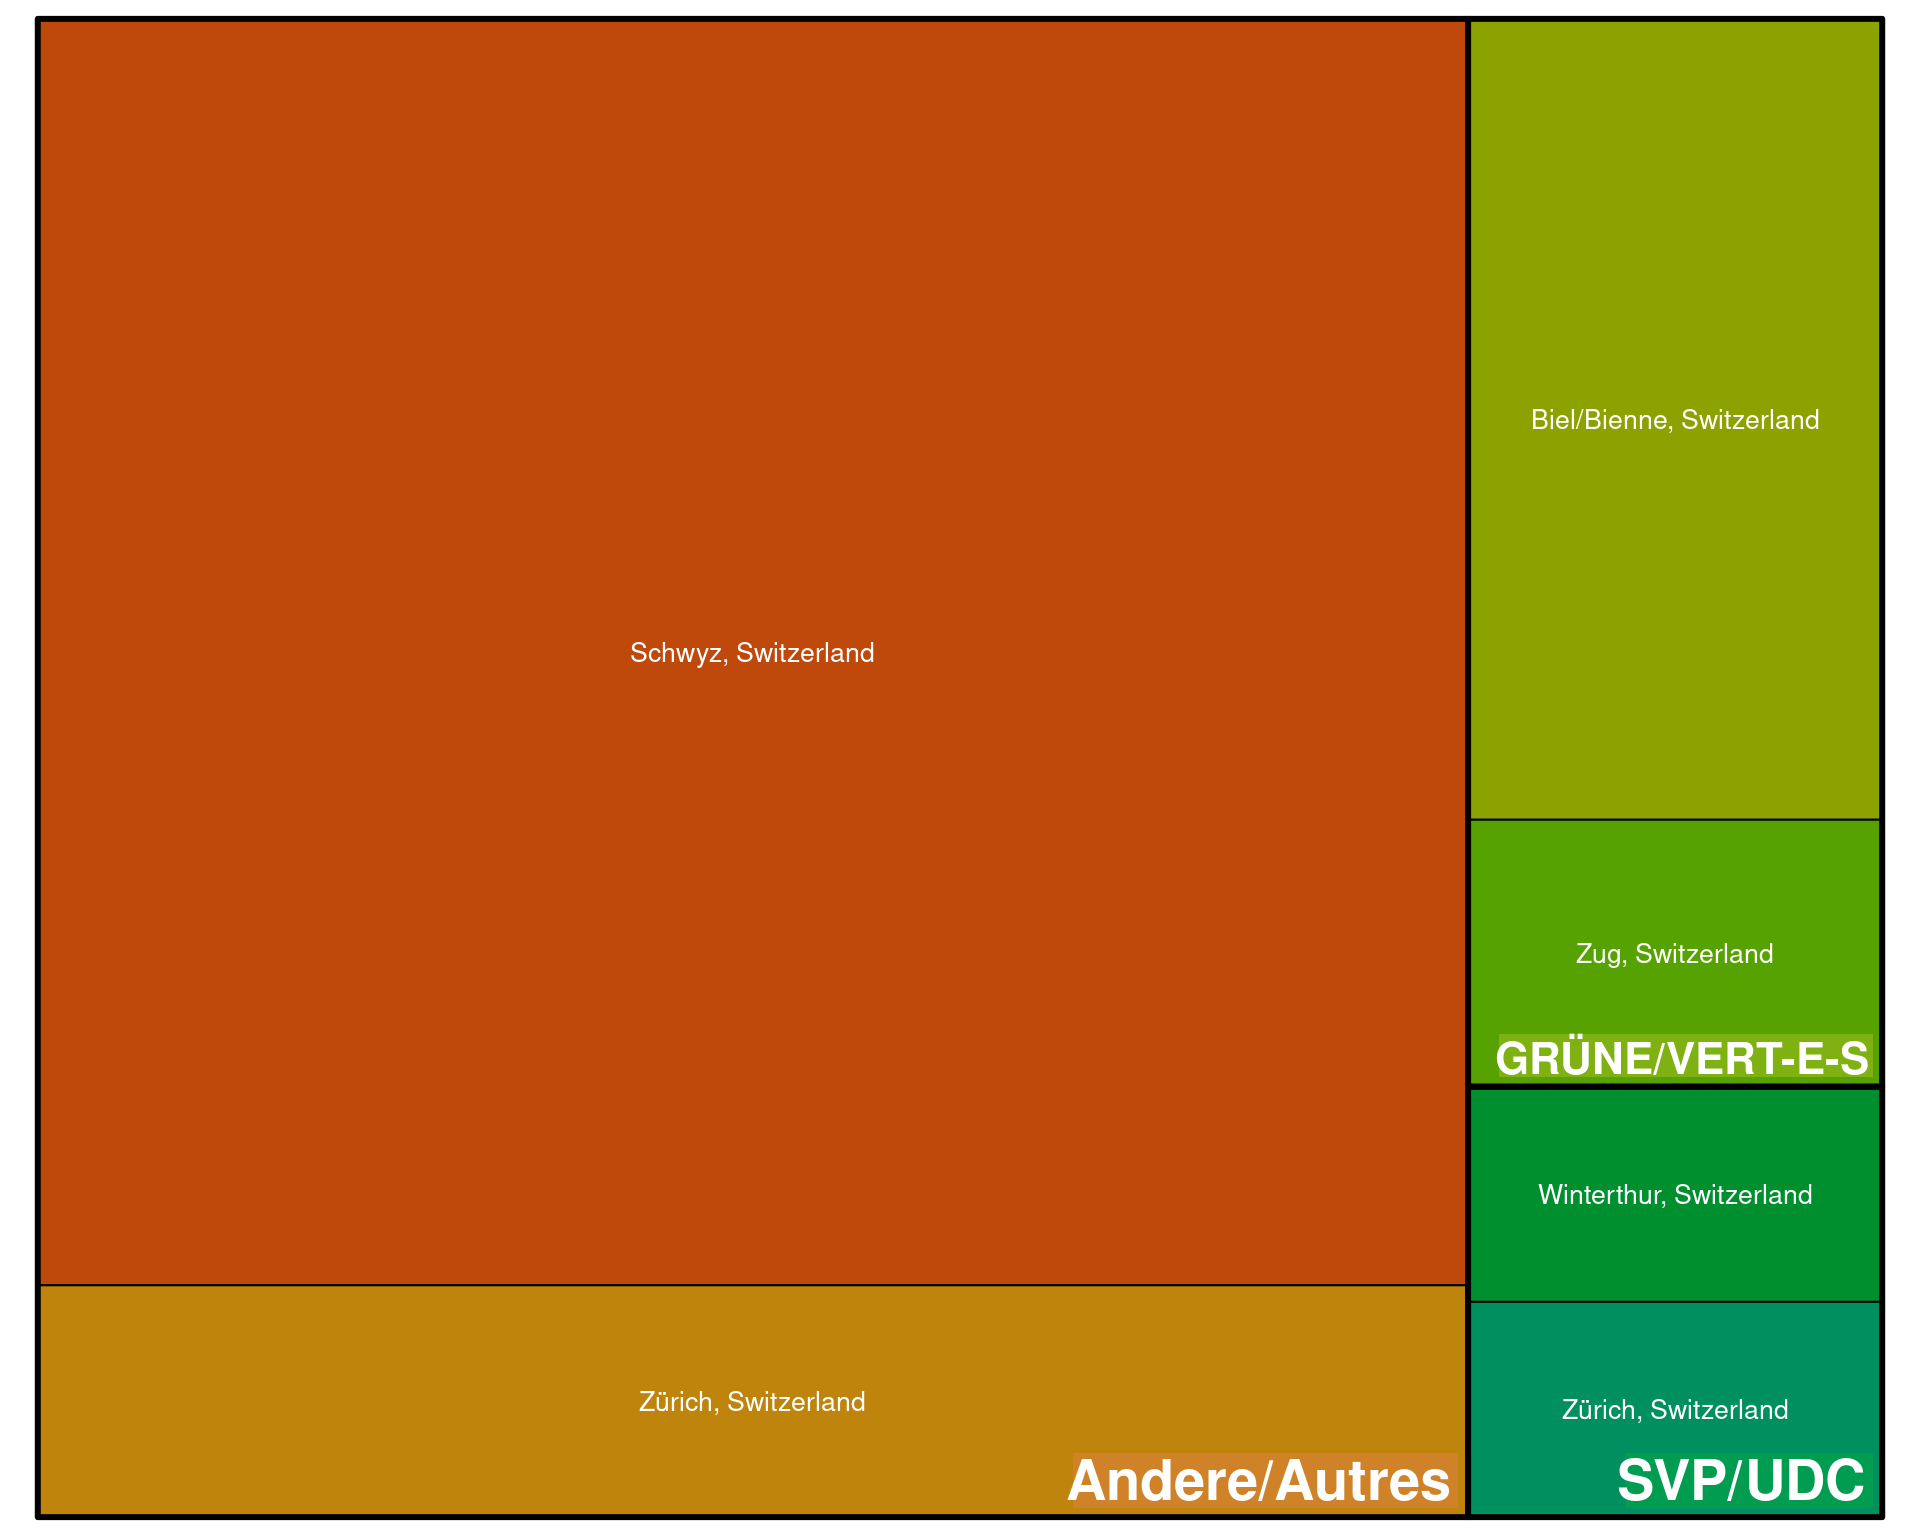 Schwyz, Switzerland
Zürich, Switzerland
Andere/Autres
Biel/Bienne, Switzerland
Zug, Switzerland
GRÜNE/VERT-E-S
Winterthur, Switzerland
Zürich, Switzerland
SVP/UDC